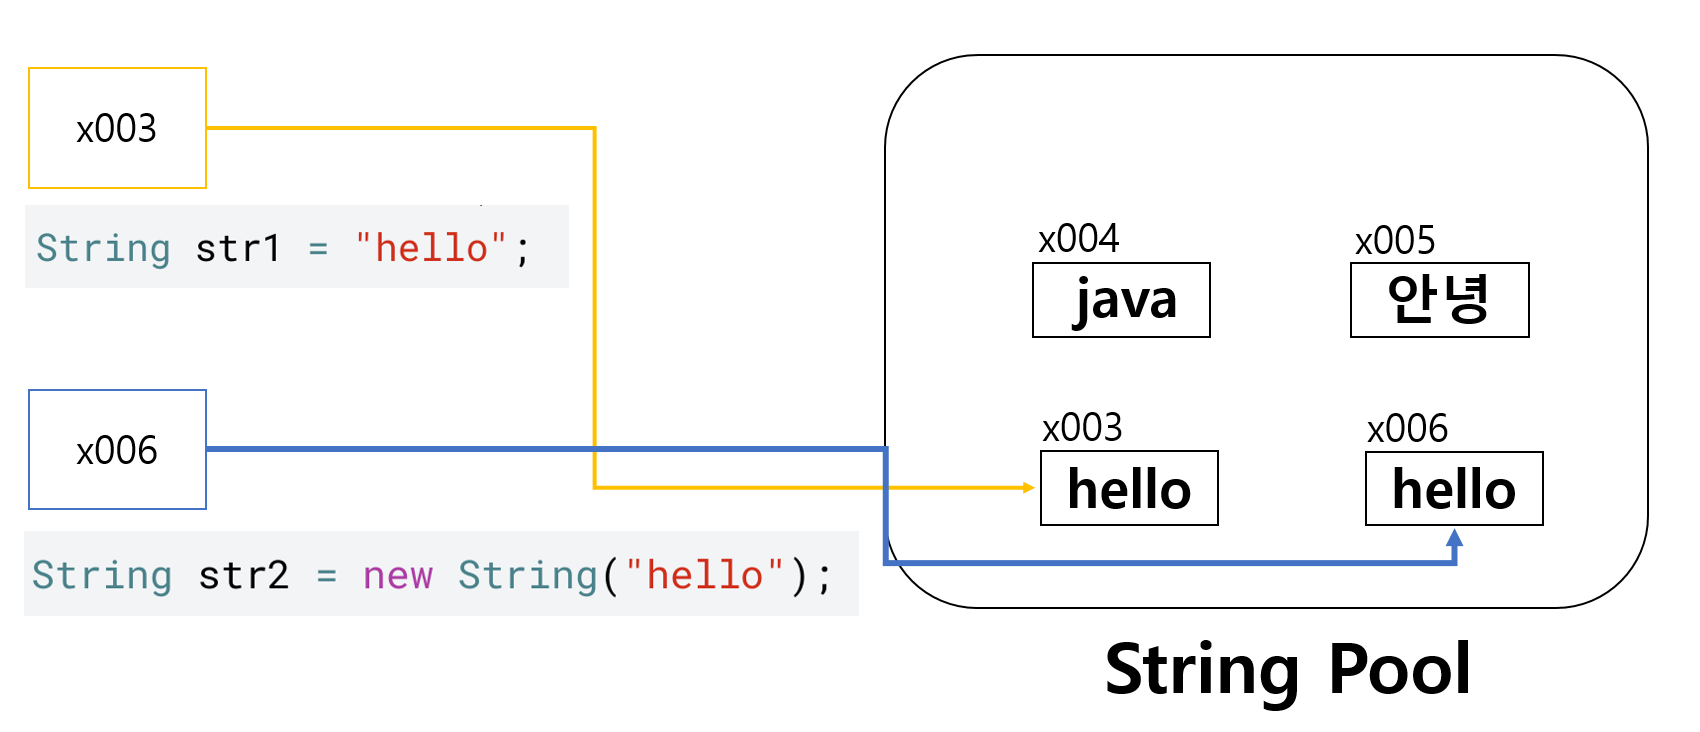 x003
String str1 = "hello";
x006
String str2 = new String("hello");
x004
java
x005
안녕
x003
hello
x006
hello
String Pool